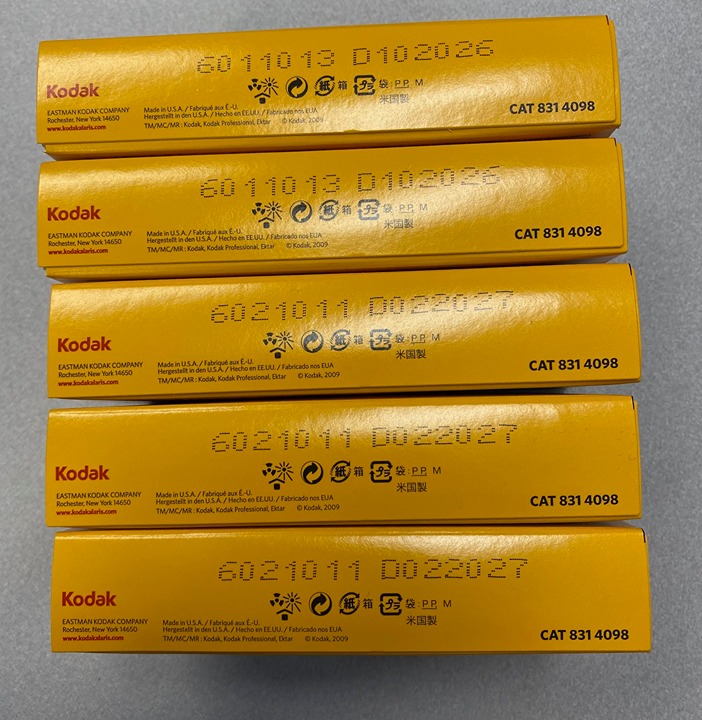 6011013 D102026
Kodak
紙 箱 プラ 袋: PP, M
米国製
EASTMAN KODAK COMPANY
Rochester, New York 14650
www.kodakalaris.com
Made in U.S.A. / Fabriqué aux É.-U.
Hergestellt in den U.S.A. / Hecho en EE.UU. / Fabricado nos EUA
TM/MC/MR : Kodak, Kodak Professional, Ektar © Kodak, 2009
CAT 831 4098
6011013 D102026
Kodak
紙 箱 プラ 袋: PP, M
米国製
EASTMAN KODAK COMPANY
Rochester, New York 14650
www.kodakalaris.com
Made in U.S.A. / Fabriqué aux É.-U.
Hergestellt in den U.S.A. / Hecho en EE.UU. / Fabricado nos EUA
TM/MC/MR : Kodak, Kodak Professional, Ektar © Kodak, 2009
CAT 831 4098
6021011 D022027
Kodak
紙 箱 プラ 袋: PP, M
米国製
EASTMAN KODAK COMPANY
Rochester, New York 14650
www.kodakalaris.com
Made in U.S.A. / Fabriqué aux É.-U.
Hergestellt in den U.S.A. / Hecho en EE.UU. / Fabricado nos EUA
TM/MC/MR : Kodak, Kodak Professional, Ektar © Kodak, 2009
CAT 831 4098
6021011 D022027
Kodak
紙 箱 プラ 袋: PP, M
米国製
EASTMAN KODAK COMPANY
Rochester, New York 14650
www.kodakalaris.com
Made in U.S.A. / Fabriqué aux É.-U.
Hergestellt in den U.S.A. / Hecho en EE.UU. / Fabricado nos EUA
TM/MC/MR : Kodak, Kodak Professional, Ektar © Kodak, 2009
CAT 831 4098
6021011 D022027
Kodak
紙 箱 プラ 袋: PP, M
米国製
EASTMAN KODAK COMPANY
Rochester, New York 14650
www.kodakalaris.com
Made in U.S.A. / Fabriqué aux É.-U.
Hergestellt in den U.S.A. / Hecho en EE.UU. / Fabricado nos EUA
TM/MC/MR : Kodak, Kodak Professional, Ektar © Kodak, 2009
CAT 831 4098